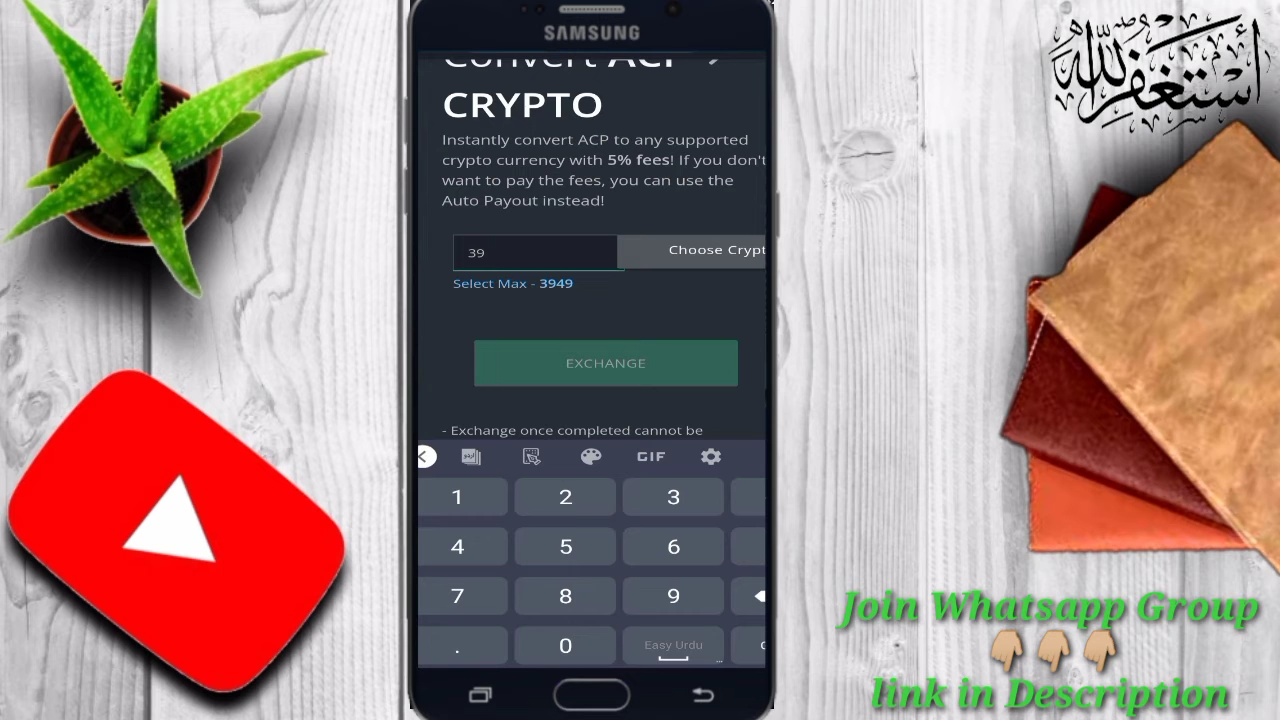 SAMSUNG
أستغفر الله
Convert ACP
CRYPTO
Instantly convert ACP to any supported
crypto currency with 5% fees! If you don't
want to pay the fees, you can use the
Auto Payout instead!
39
Choose Crypt
Select Max - 3949
EXCHANGE
- Exchange once completed cannot be
GIF
1 2 3
4 5 6
7 8 9
. 0 Easy Urdu
Join Whatsapp Group
👇🏼👇🏼👇🏼
link in Description